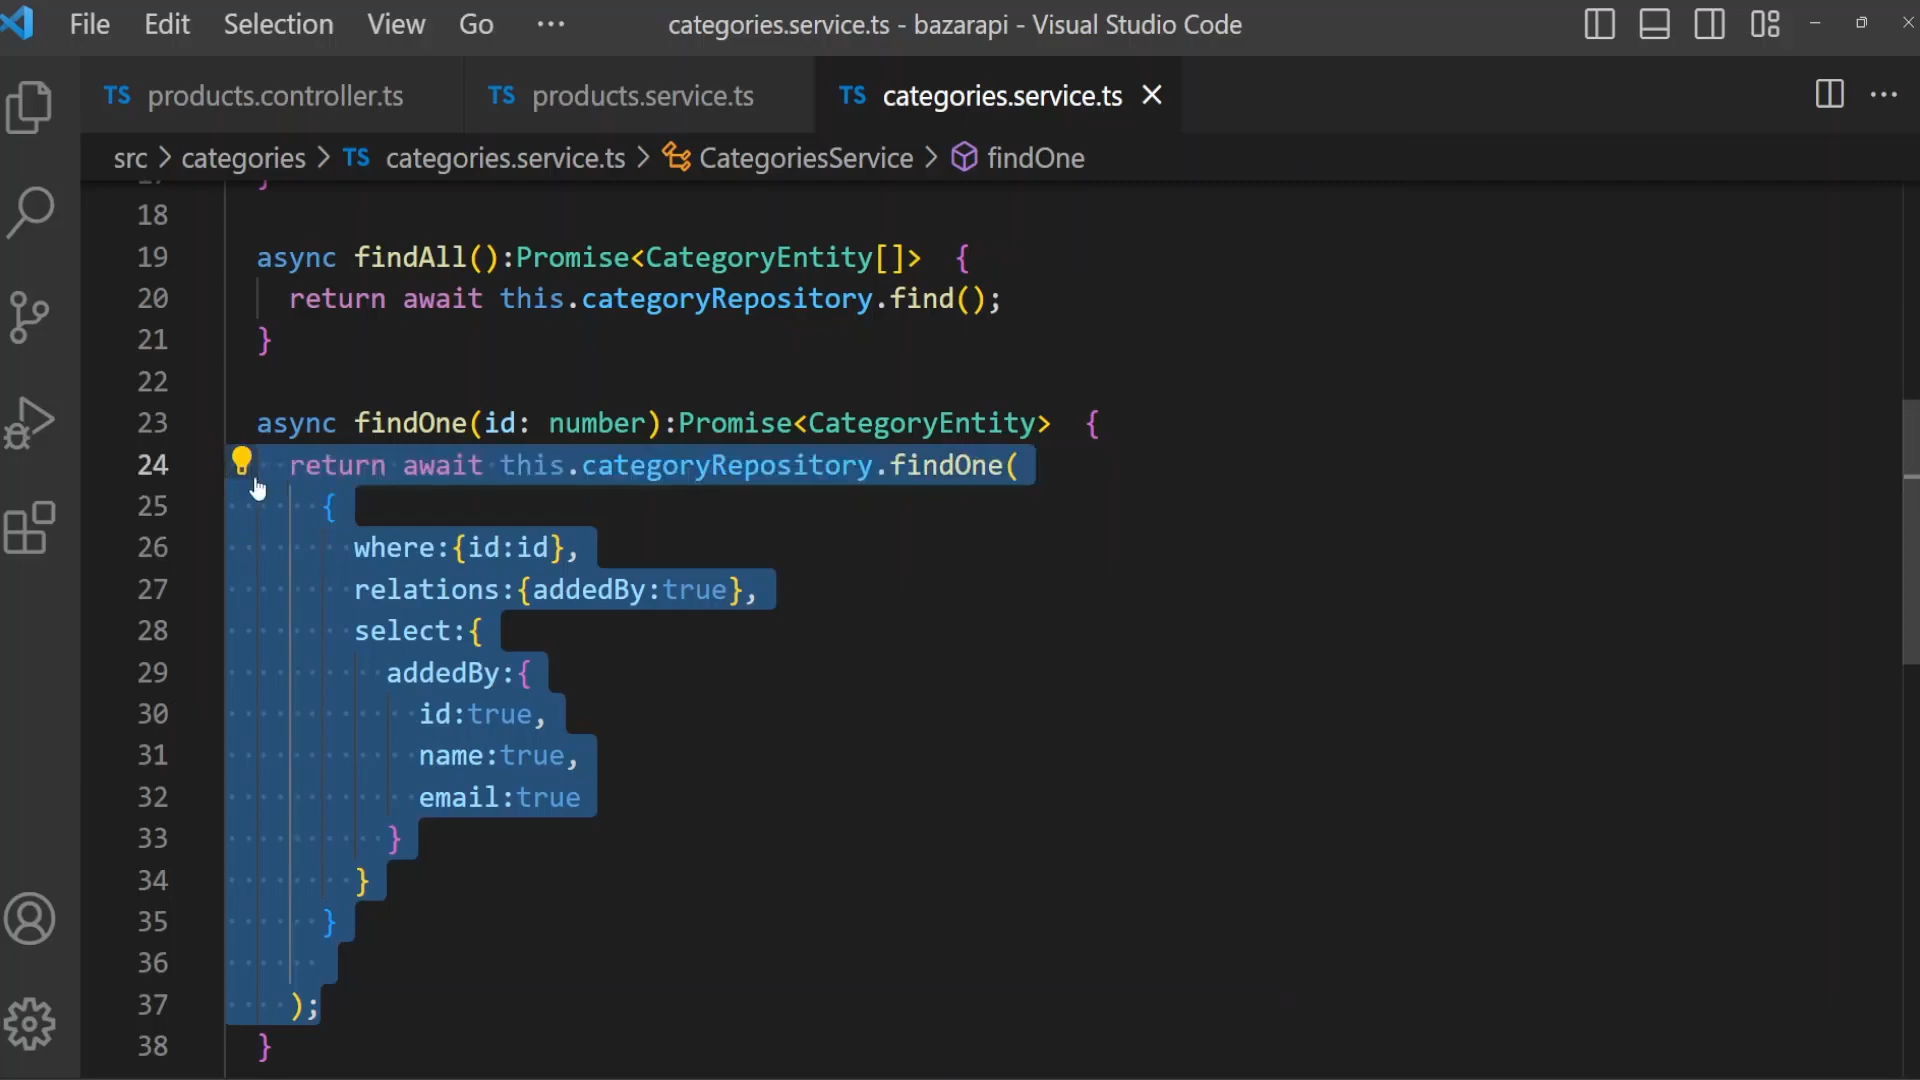 File Edit Selection View Go ··· categories.service.ts - bazarapi - Visual Studio Code
TS products.controller.ts TS products.service.ts TS categories.service.ts
src > categories > TS categories.service.ts > CategoriesService > findOne
17 }
18
19 async findAll():Promise<CategoryEntity[]> {
20 return await this.categoryRepository.find();
21 }
22
23 async findOne(id: number):Promise<CategoryEntity> {
24 return await this.categoryRepository.findOne(
25 {
26 where:{id:id},
27 relations:{addedBy:true},
28 select:{
29 addedBy:{
30 id:true,
31 name:true,
32 email:true
33 }
34 }
35 }
36
37 );
38 }